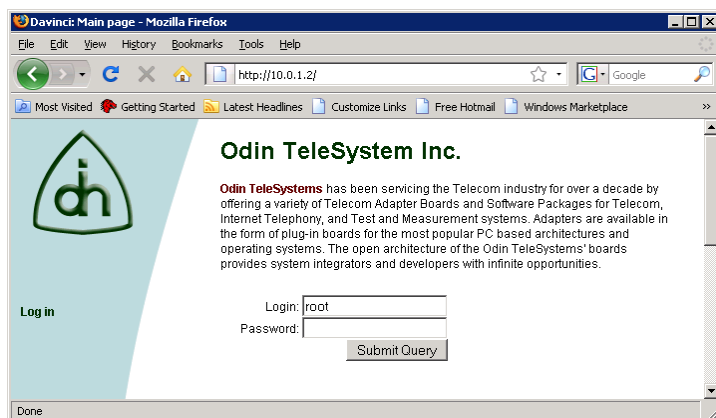 Davinci: Main page - Mozilla Firefox
File Edit View History Bookmarks Tools Help
http://10.0.1.2/ G Google
Most Visited Getting Started Latest Headlines Customize Links Free Hotmail Windows Marketplace »
Odin TeleSystem Inc.
Odin TeleSystems has been servicing the Telecom industry for over a decade by
offering a variety of Telecom Adapter Boards and Software Packages for Telecom,
Internet Telephony, and Test and Measurement systems. Adapters are available in
the form of plug-in boards for the most popular PC based architectures and
operating systems. The open architecture of the Odin TeleSystems' boards
provides system integrators and developers with infinite opportunities.
Log in
Login: root
Password:
Submit Query
Done